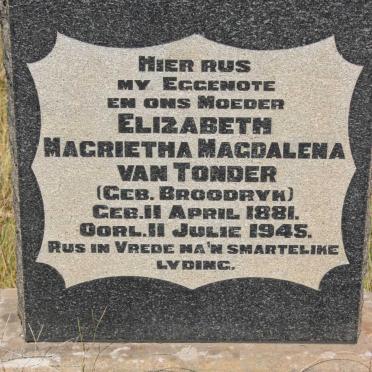 HIER RUS
MY EGGENOTE
EN ONS MOEDER
ELIZABETH
MAGRIETHA MAGDALENA
VAN TONDER
(GEB. BROODRYK)
GEB. 11 APRIL 1881.
OORL. 11 JULIE 1945.
RUS IN VREDE NA'N SMARTELIKE
LYDING.